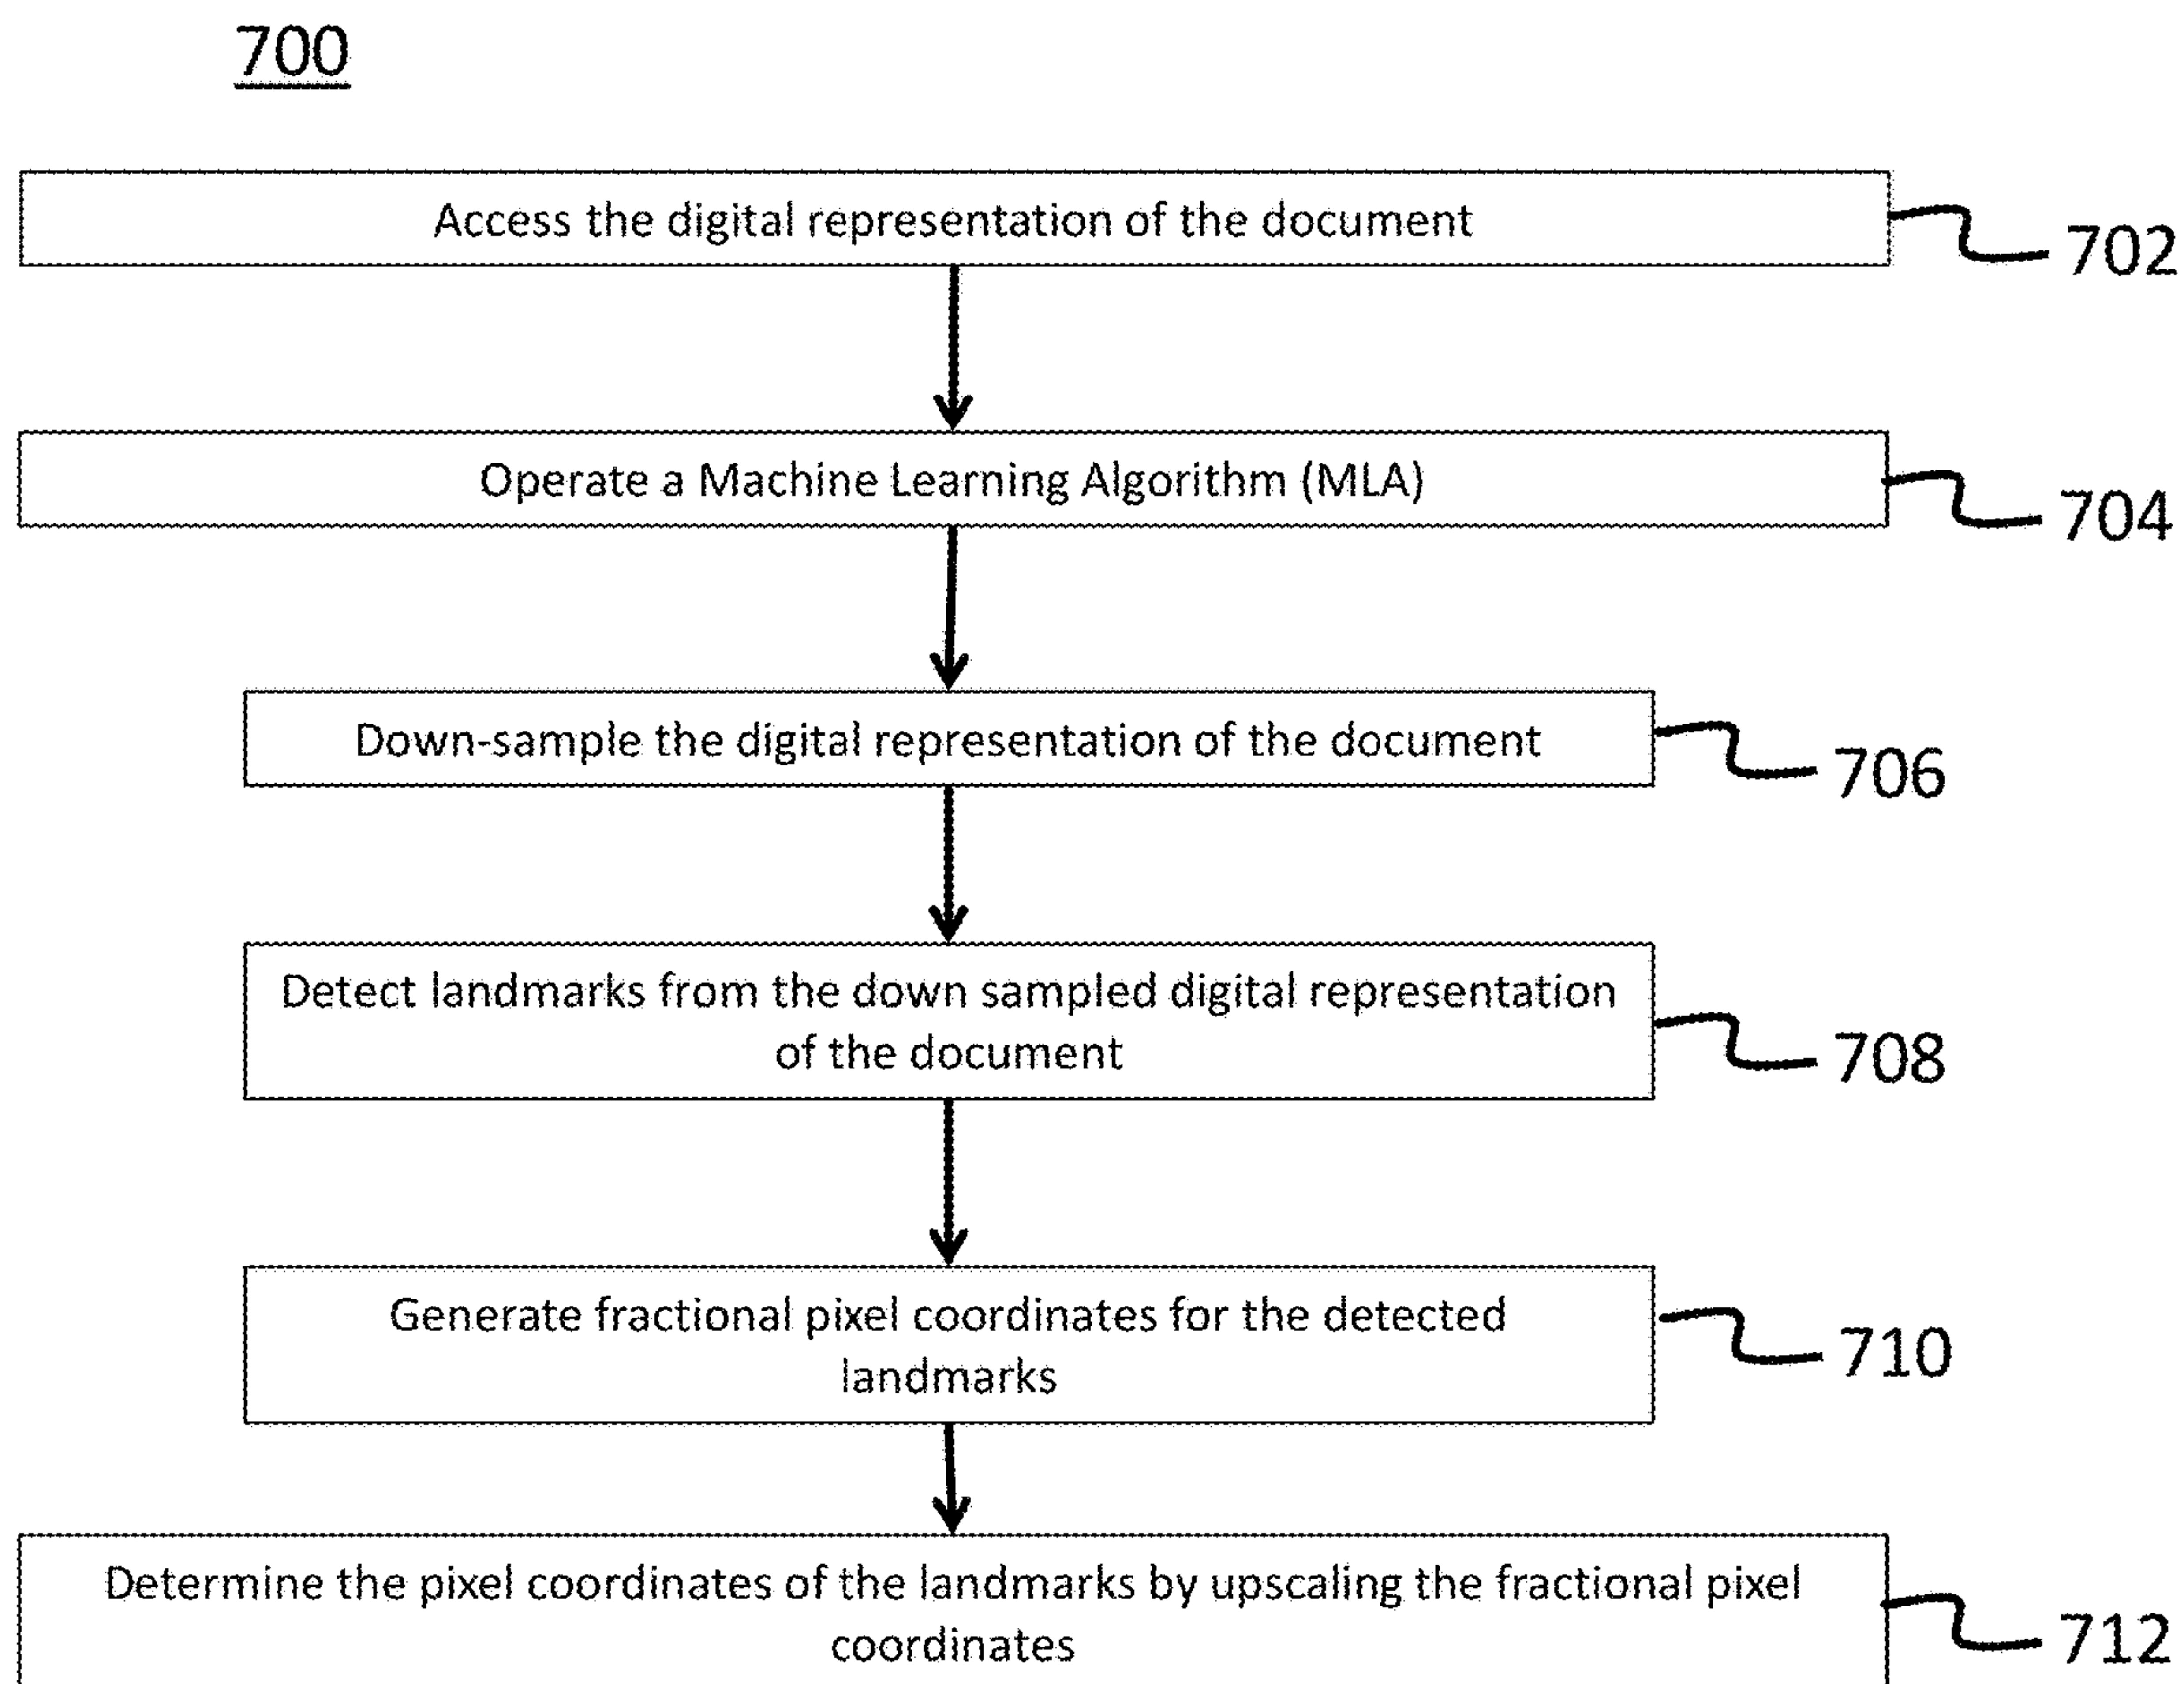 700
Access the digital representation of the document
702
Operate a Machine Learning Algorithm (MLA)
704
Down-sample the digital representation of the document
706
Detect landmarks from the down sampled digital representation
of the document
708
Generate fractional pixel coordinates for the detected
landmarks
710
Determine the pixel coordinates of the landmarks by upscaling the fractional pixel
coordinates
712